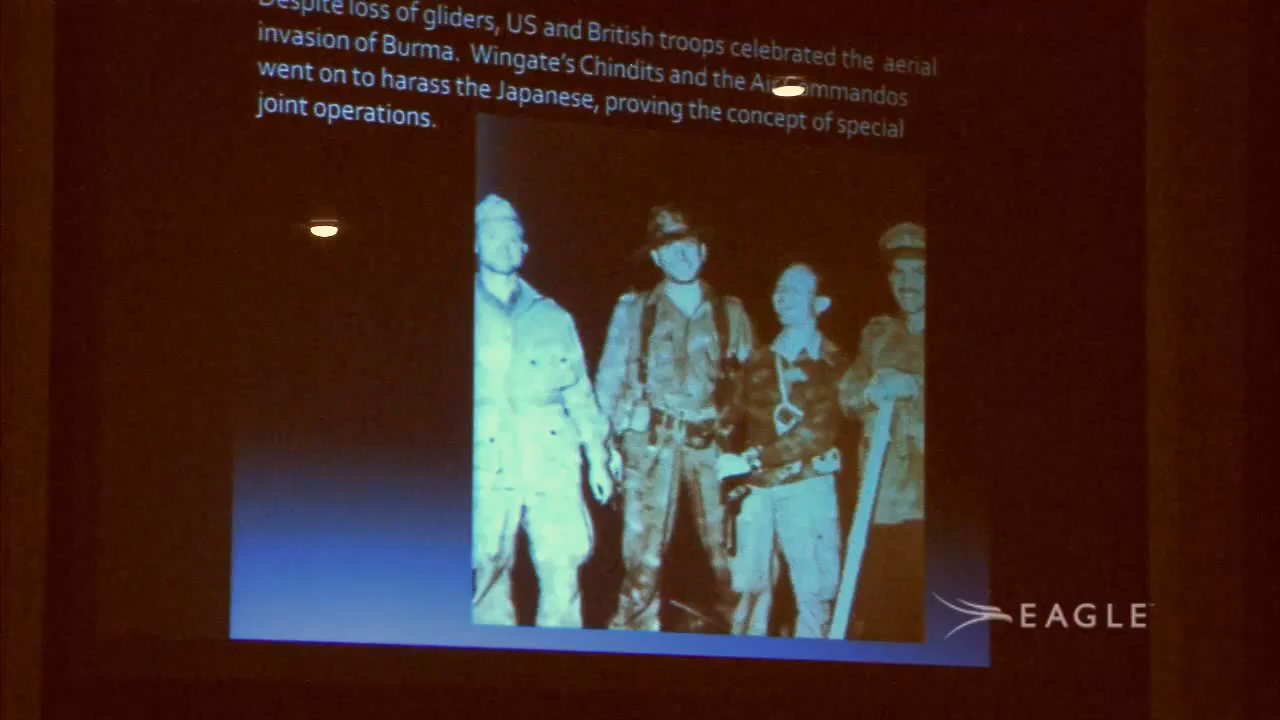 Despite loss of gliders, US and British troops celebrated the aerial
invasion of Burma. Wingate's Chindits and the Air Commandos
went on to harass the Japanese, proving the concept of special
joint operations.
EAGLE